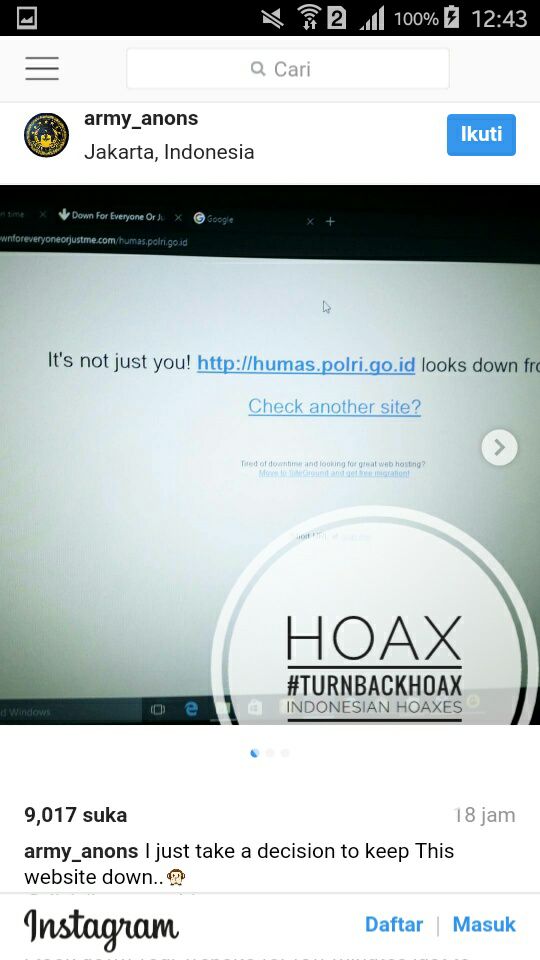 2
100%
12:43
Cari
army_anons
Jakarta, Indonesia
Ikuti
n time
Down For Everyone Or Ju
Google
wnforeveryoneorjustme.com/humas.polri.go.id
It's not just you! http://humas.polri.go.id looks down fro
Check another site?
Tired of downtime and looking for great web hosting?
Move to SiteGround and get free migration!
HOAX
#TURNBACKHOAX
INDONESIAN HOAXES
d Windows
9,017 suka
18 jam
army_anons I just take a decision to keep This
website down..🙊
Instagram
Daftar | Masuk